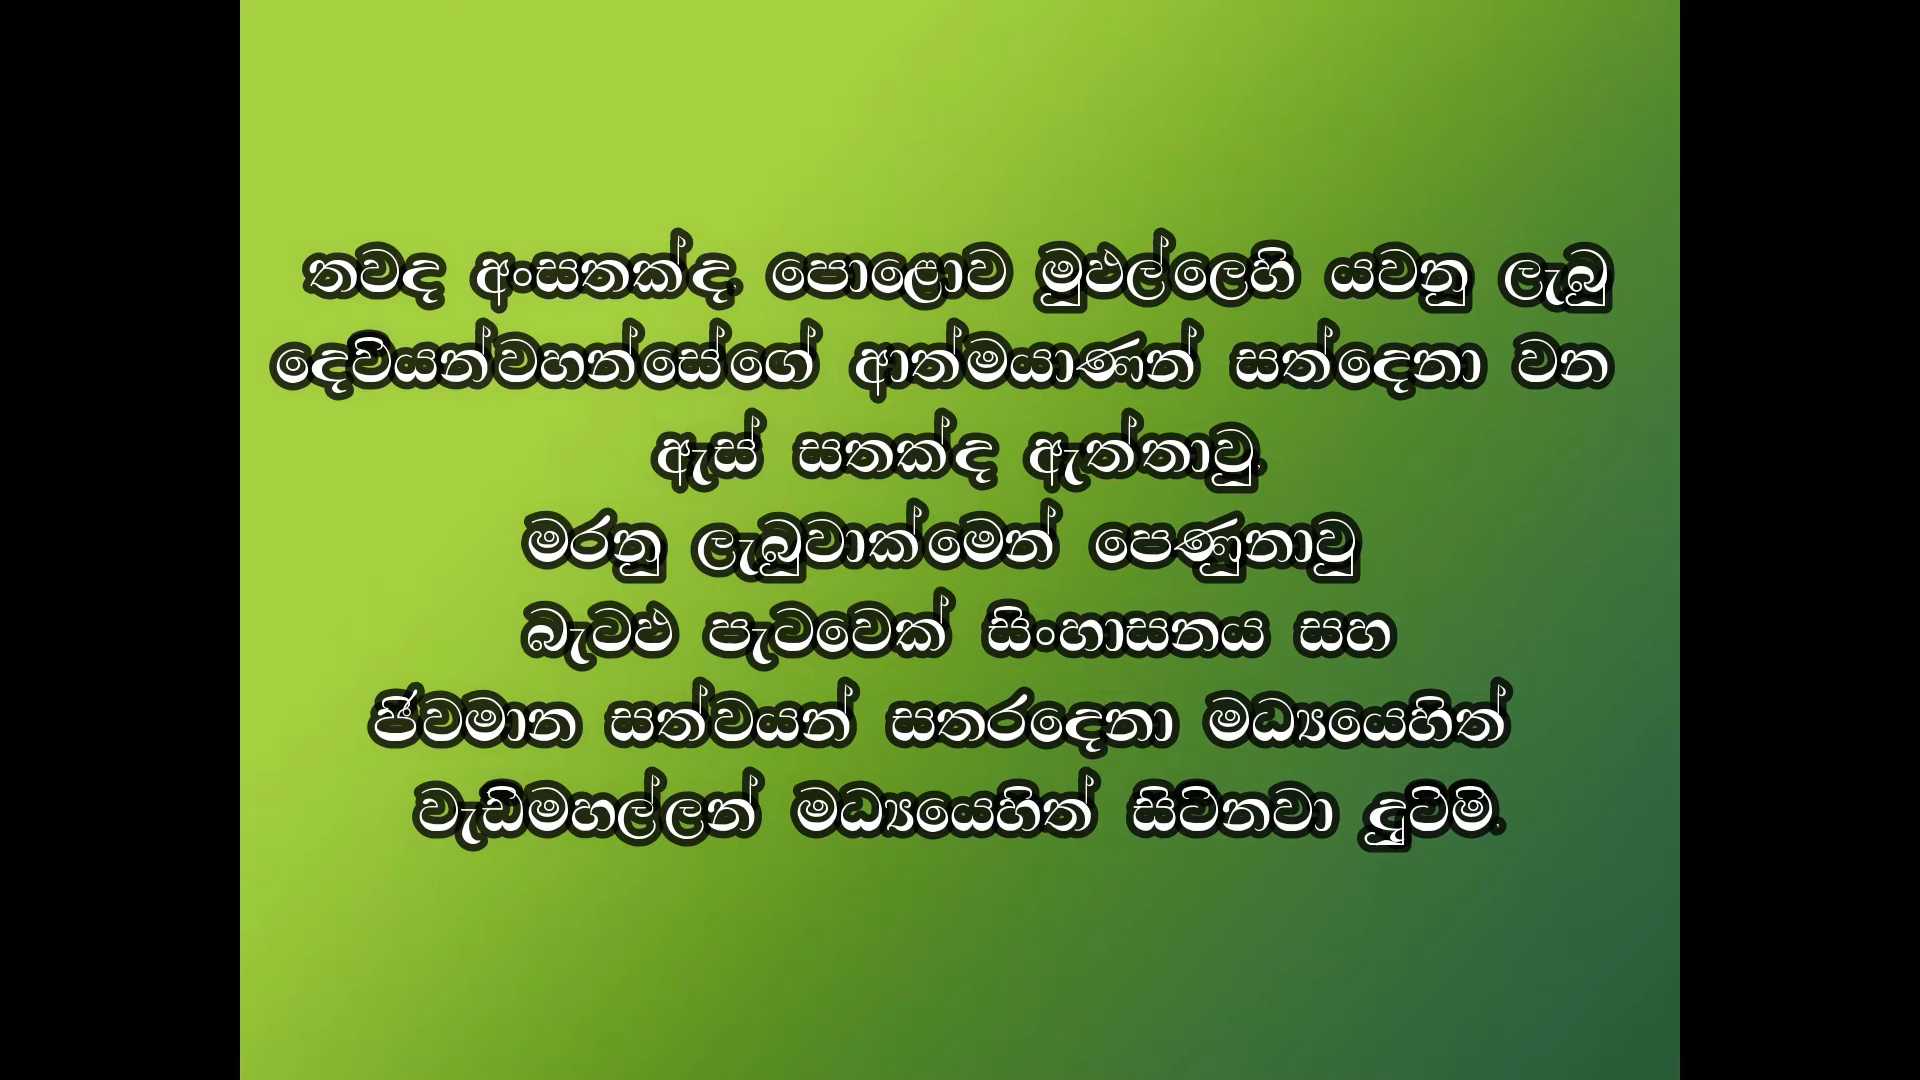 තවද අංසතක්ද, පොළොව මුළුල්ලෙහි යවනු ලැබූ
දෙවියන්වහන්සේගේ ආත්මයාණන් සත්දෙනා වන
ඇස් සතක්ද ඇත්තාවූ,
මරනු ලැබූවාක්මෙන් පෙණුනාවූ
බැටළු පැටවෙක් සිංහාසනය සහ
ජීවමාන සත්වයන් සතරදෙනා මධ්‍යයෙහිත්
වැඩිමහල්ලන් මධ්‍යයෙහිත් සිටිනවා දුටිමි.